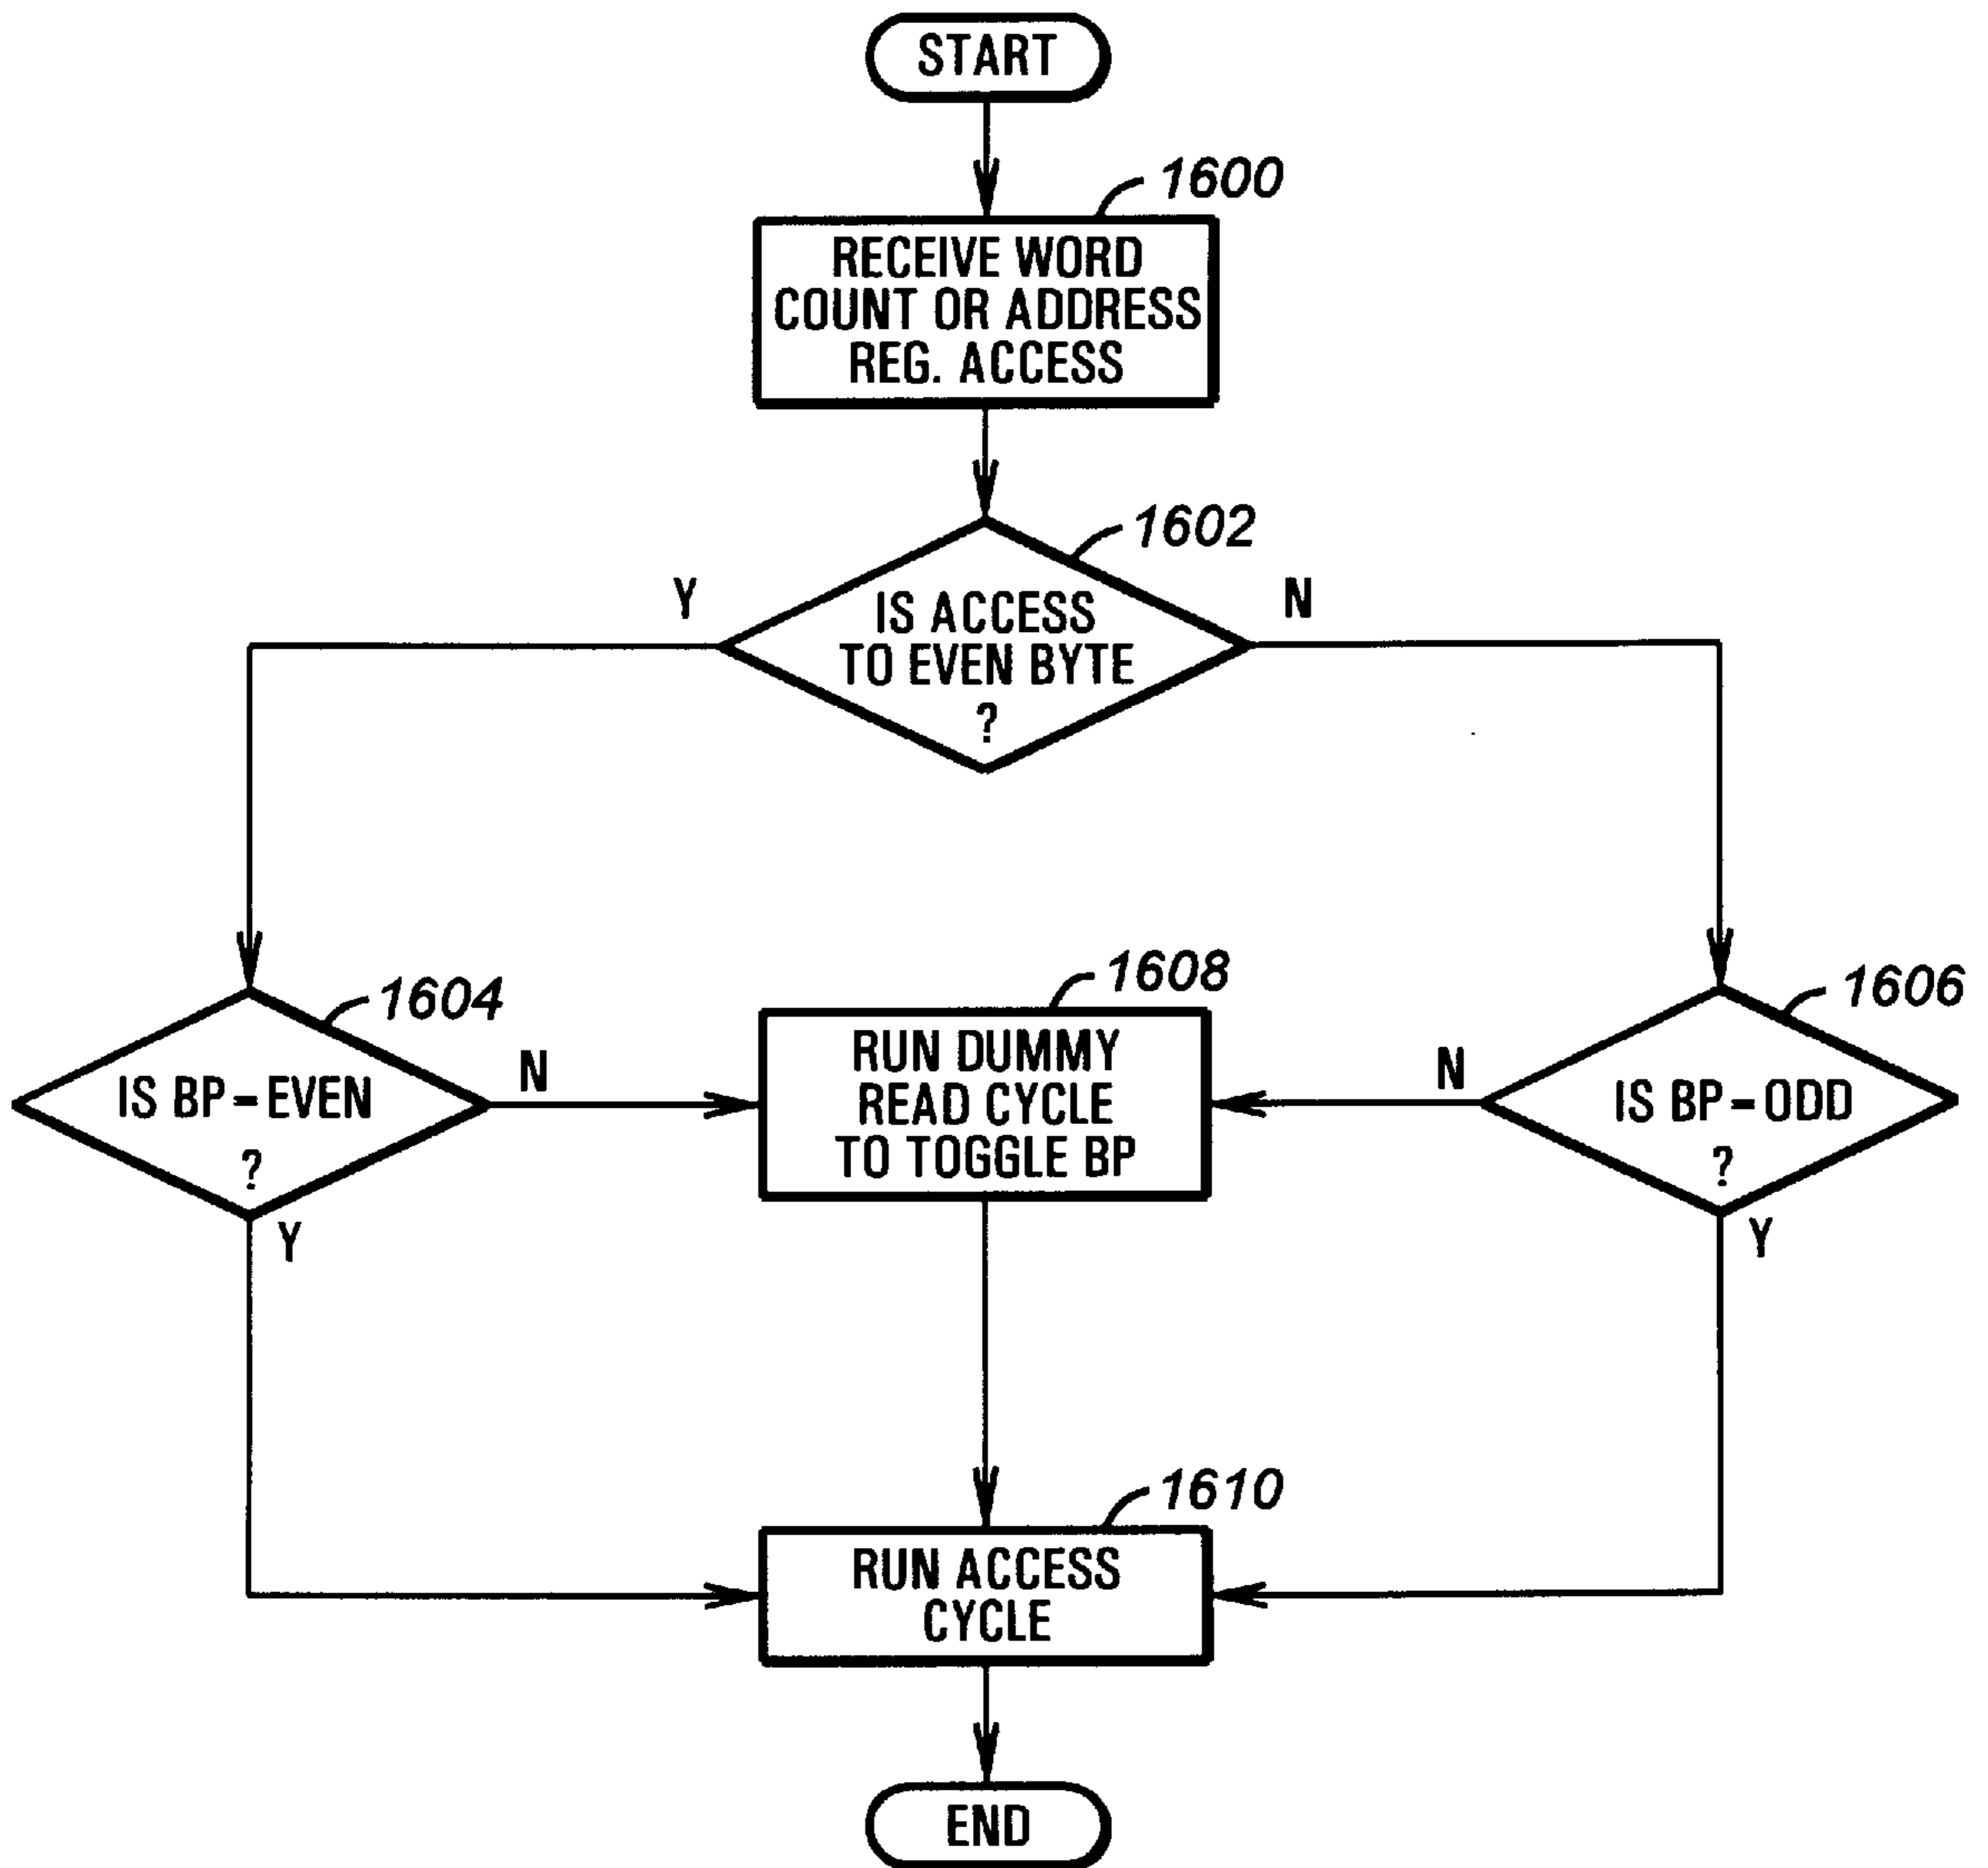 START
1600
RECEIVE WORD
COUNT OR ADDRESS
REG. ACCESS
1602
Y
N
IS ACCESS
TO EVEN BYTE
?
1604
IS BP=EVEN
?
N
Y
1608
RUN DUMMY
READ CYCLE
TO TOGGLE BP
1606
N
IS BP=ODD
?
Y
1610
RUN ACCESS
CYCLE
END